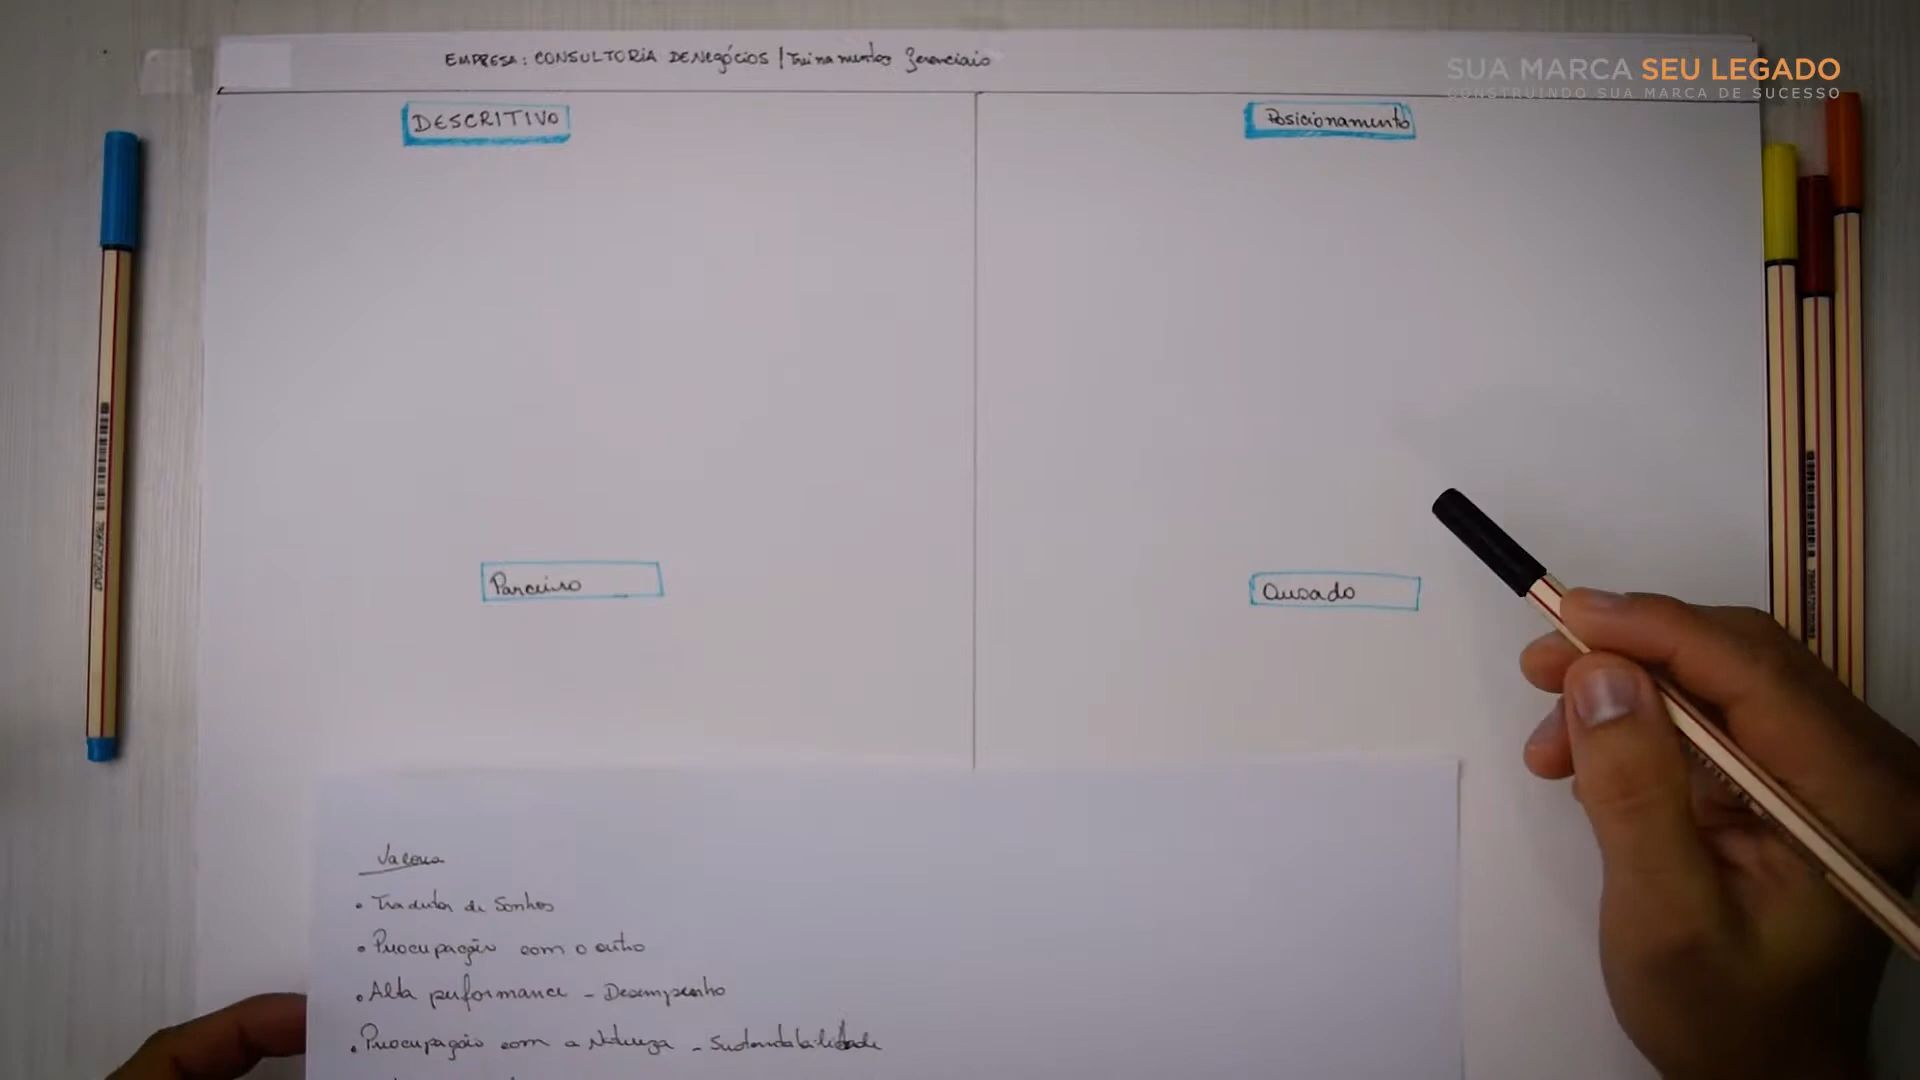 EMPRESA: CONSULTORIA DE NEGÓCIOS | Treinamentos Gerenciais
SUA MARCA SEU LEGADO
CONSTRUINDO SUA MARCA DE SUCESSO
DESCRITIVO
Posicionamento
Parceiro
Ousado
Valores
• Tradutor de Sonhos
• Preocupação com o outro
• Alta performance - Desempenho
• Preocupação com a Natureza - Sustentabilidade